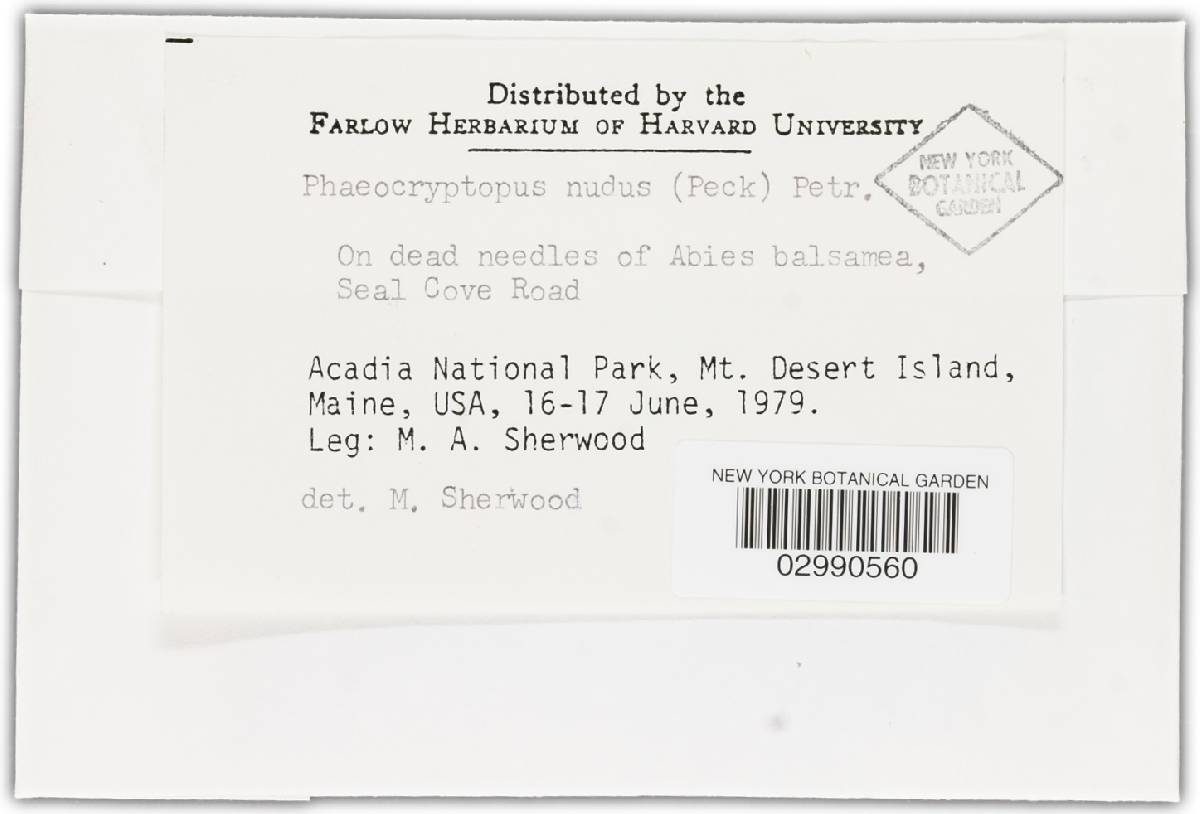 Distributed by the
FARLOW HERBARIUM OF HARVARD UNIVERSITY
NEW YORK
BOTANICAL
GARDEN
Phaeocryptopus nudus (Peck) Petr.
On dead needles of Abies balsamea,
Seal Cove Road
Acadia National Park, Mt. Desert Island,
Maine, USA, 16-17 June, 1979.
Leg: M. A. Sherwood
det. M. Sherwood
NEW YORK BOTANICAL GARDEN
02990560